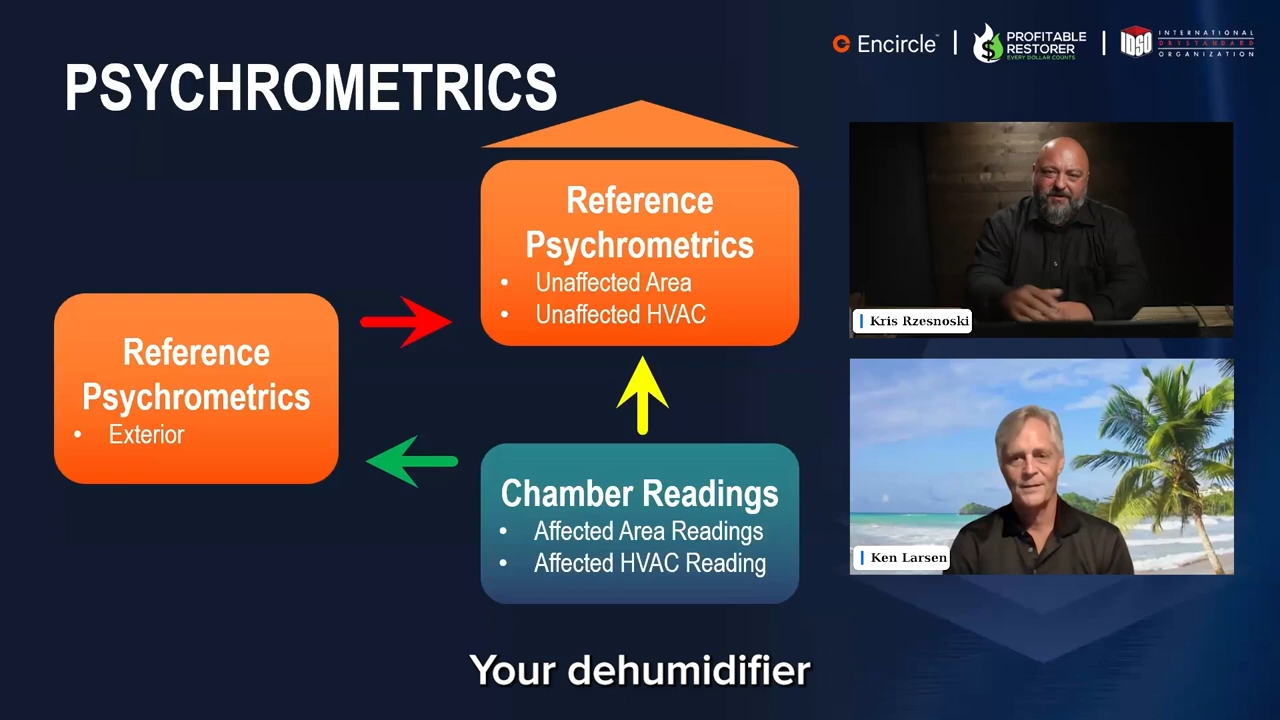 Encircle
PROFITABLE
RESTORER
EVERY DOLLAR COUNTS
IDSO
INTERNATIONAL
DRYSTANDARD
ORGANIZATION
PSYCHROMETRICS
Reference
Psychrometrics
• Unaffected Area
• Unaffected HVAC
Reference
Psychrometrics
• Exterior
Chamber Readings
• Affected Area Readings
• Affected HVAC Reading
Kris Rzesnoski
Ken Larsen
Your dehumidifier